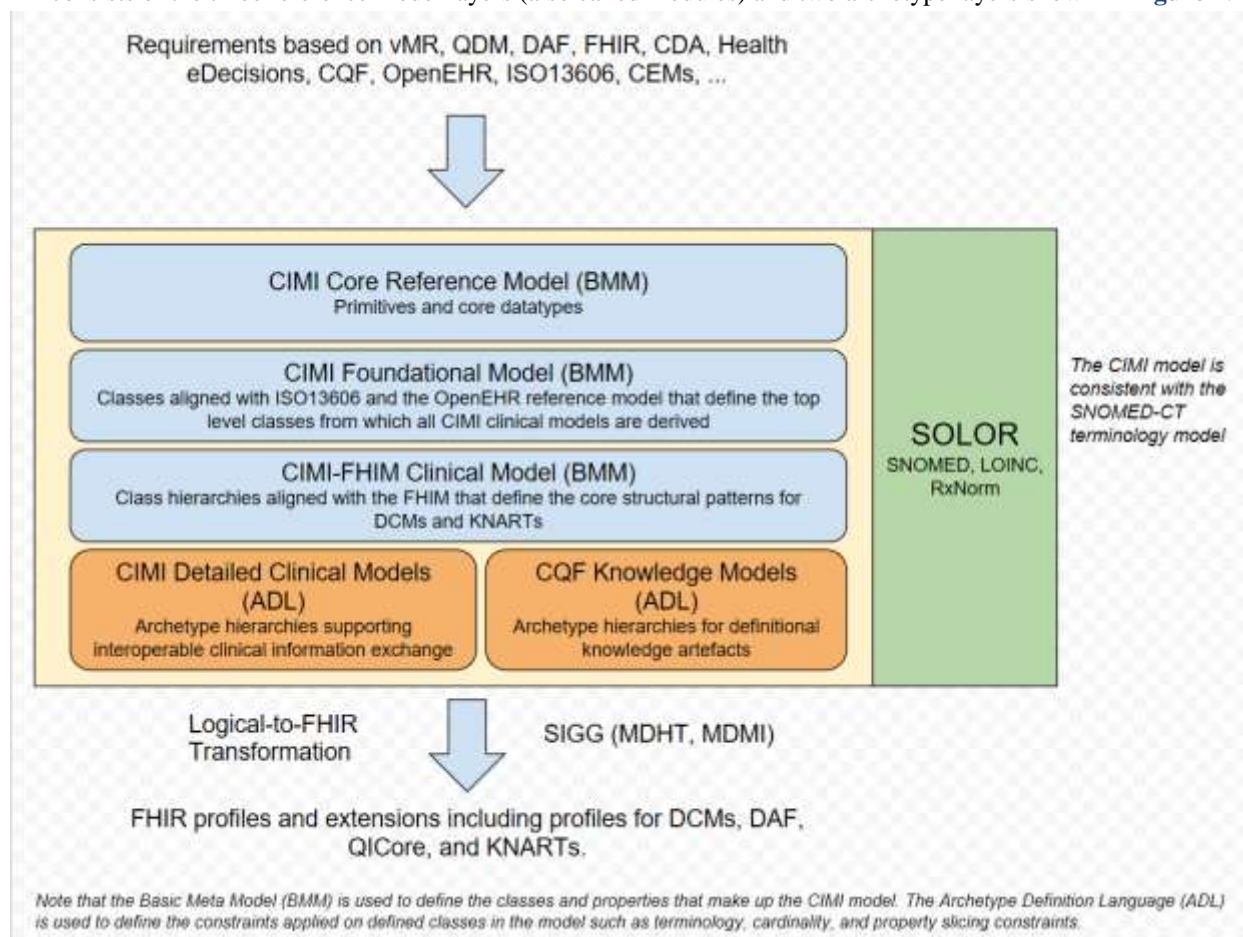 Requirements based on vMR, QDM, DAF, FHIR, CDA, Health
eDecisions, CQF, OpenEHR, ISO13606, CEMs, ...
CIMI Core Reference Model (BMM)
Primitives and core datatypes
CIMI Foundational Model (BMM)
Classes aligned with ISO13606 and the OpenEHR reference model that define the top
level classes from which all CIMI clinical models are derived
CIMI-FHIM Clinical Model (BMM)
Class hierarchies aligned with the FHIM that define the core structural patterns for
DCMs and KNARTs
CIMI Detailed Clinical Models
(ADL)
Archetype hierarchies supporting
interoperable clinical information exchange
CQF Knowledge Models
(ADL)
Archetype hierarchies for definitional
knowledge artefacts
SOLOR
SNOMED, LOINC,
RxNorm
The CIMI model is
consistent with the
SNOMED-CT
terminology model
Logical-to-FHIR
Transformation
SIGG (MDHT, MDMI)
FHIR profiles and extensions including profiles for DCMs, DAF,
QICore, and KNARTs.
Note that the Basic Meta Model (BMM) is used to define the classes and properties that make up the CIMI model. The Archetype Definition Language (ADL)
is used to define the constraints applied on defined classes in the model such as terminology, cardinality, and property slicing constraints.